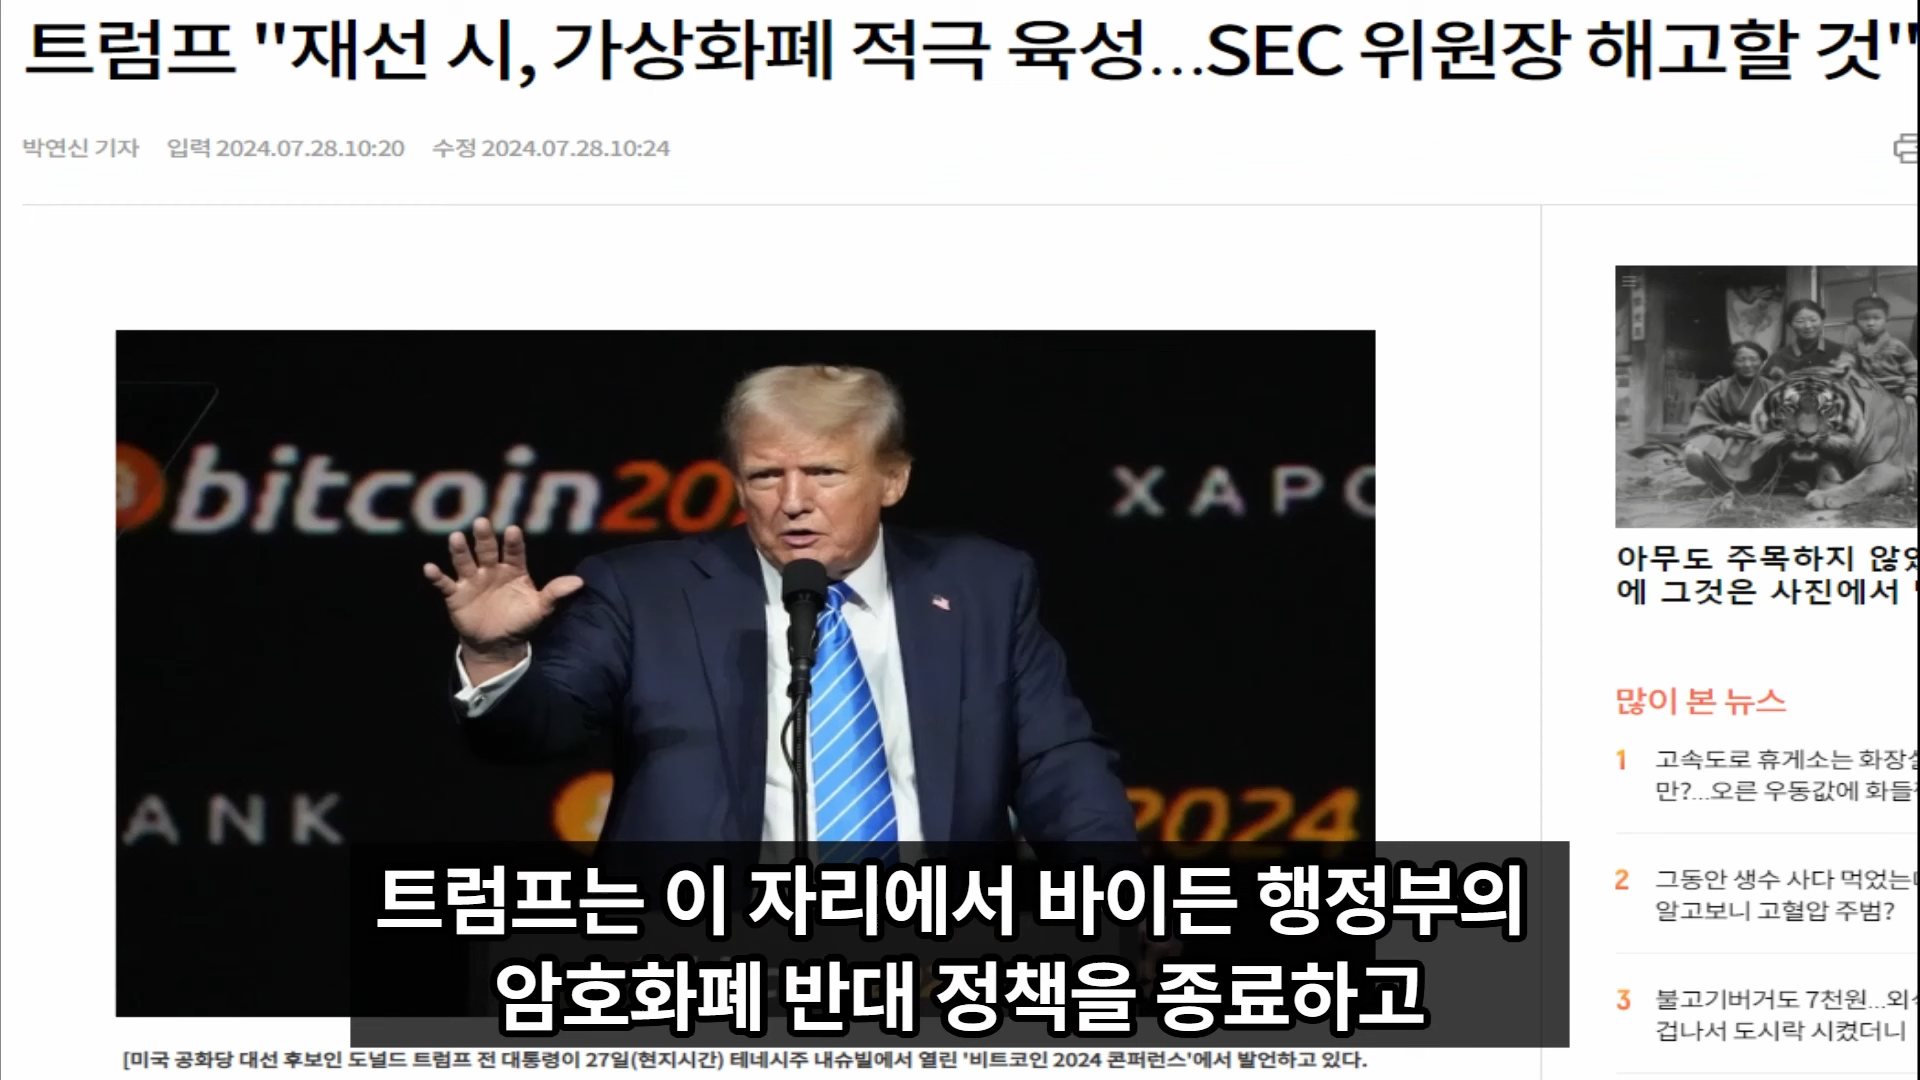 트럼프 "재선 시, 가상화폐 적극 육성…SEC 위원장 해고할 것"
박연신 기자 입력 2024.07.28.10:20 수정 2024.07.28.10:24
bitcoin20
XAPO
ANK
2024
트럼프는 이 자리에서 바이든 행정부의
암호화폐 반대 정책을 종료하고
[미국 공화당 대선 후보인 도널드 트럼프 전 대통령이 27일(현지시간) 테네시주 내슈빌에서 열린 '비트코인 2024 콘퍼런스'에서 발언하고 있다.
아무도 주목하지
에 그것은 사진에서
많이 본 뉴스
1 고속도로 휴게소는
만?...오른 우동값에
2 그동안 생수 사다 먹었는데
알고보니 고혈압 주범?
3 불고기버거도 7천원...외
겁나서 도시락 시켰더니